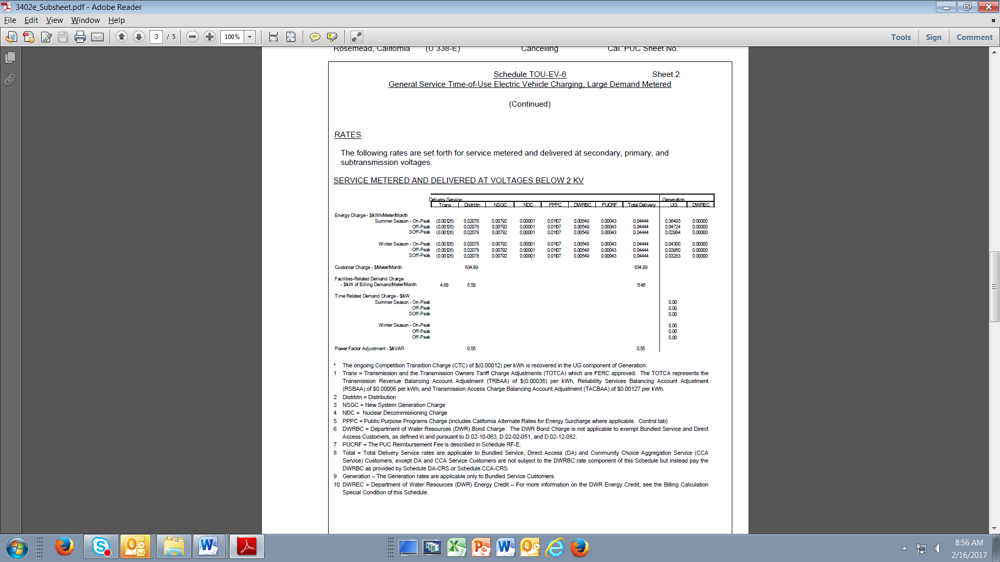 3402e_Subsheet.pdf - Adobe Reader
File Edit View Window Help
3 / 5 100% Tools Sign Comment
Rosemead, California (U 338-E) Cancelling Cal. PUC Sheet No.
Schedule TOU-EV-6 Sheet 2
General Service Time-of-Use Electric Vehicle Charging, Large Demand Metered
(Continued)
RATES
The following rates are set forth for service metered and delivered at secondary, primary, and
subtransmission voltages.
SERVICE METERED AND DELIVERED AT VOLTAGES BELOW 2 KV
Delivery Service Generation
Trans Distrbtn NSGC NDC PPPC DWRBC PUCRF Total Delivery UG DWREC
Energy Charge - $/kWh/Meter/Month
Summer Season - On-Peak (0.00126) 0.02078 0.00792 0.00001 0.01107 0.00549 0.00043 0.04444 0.36493 0.00000
Off-Peak (0.00126) 0.02078 0.00792 0.00001 0.01107 0.00549 0.00043 0.04444 0.04724 0.00000
SOff-Peak (0.00126) 0.02078 0.00792 0.00001 0.01107 0.00549 0.00043 0.04444 0.02904 0.00000
Winter Season - On-Peak (0.00126) 0.02078 0.00792 0.00001 0.01107 0.00549 0.00043 0.04444 0.04300 0.00000
Off-Peak (0.00126) 0.02078 0.00792 0.00001 0.01107 0.00549 0.00043 0.04444 0.03950 0.00000
SOff-Peak (0.00126) 0.02078 0.00792 0.00001 0.01107 0.00549 0.00043 0.04444 0.03283 0.00000
Customer Charge - $/Meter/Month 634.89 634.89
Facilities-Related Demand Charge
- $/kW of Billing Demand/Meter/Month 4.88 6.58 11.46
Time Related Demand Charge - $/kW
Summer Season - On-Peak 0.00
Off-Peak 0.00
SOff-Peak 0.00
Winter Season - On-Peak 0.00
Off-Peak 0.00
Off-Peak 0.00
Power Factor Adjustment - $/kVAR 0.55 0.55
* The ongoing Competition Transition Charge (CTC) of $(0.00012) per kWh is recovered in the UG component of Generation.
1 Trans = Transmission and the Transmission Owners Tariff Charge Adjustments (TOTCA) which are FERC approved. The TOTCA represents the
Transmission Revenue Balancing Account Adjustment (TRBAA) of $(0.00036) per kWh, Reliability Services Balancing Account Adjustment
(RSBAA) of $0.00006 per kWh, and Transmission Access Charge Balancing Account Adjustment (TACBAA) of $0.00127 per kWh.
2 Distrbtn = Distribution
3 NSGC = New System Generation Charge
4 NDC = Nuclear Decommissioning Charge
5 PPPC = Public Purpose Programs Charge (includes California Alternate Rates for Energy Surcharge where applicable. Control tab)
6 DWRBC = Department of Water Resources (DWR) Bond Charge. The DWR Bond Charge is not applicable to exempt Bundled Service and Direct
Access Customers, as defined in and pursuant to D.02-10-063, D.02-02-051, and D.02-12-082.
7 PUCRF = The PUC Reimbursement Fee is described in Schedule RF-E.
8 Total = Total Delivery Service rates are applicable to Bundled Service, Direct Access (DA) and Community Choice Aggregation Service (CCA
Service) Customers, except DA and CCA Service Customers are not subject to the DWRBC rate component of this Schedule but instead pay the
DWRBC as provided by Schedule DA-CRS or Schedule CCA-CRS.
9 Generation – The Generation rates are applicable only to Bundled Service Customers.
10 DWREC = Department of Water Resources (DWR) Energy Credit – For more information on the DWR Energy Credit, see the Billing Calculation
Special Condition of this Schedule.
8:56 AM
2/16/2017